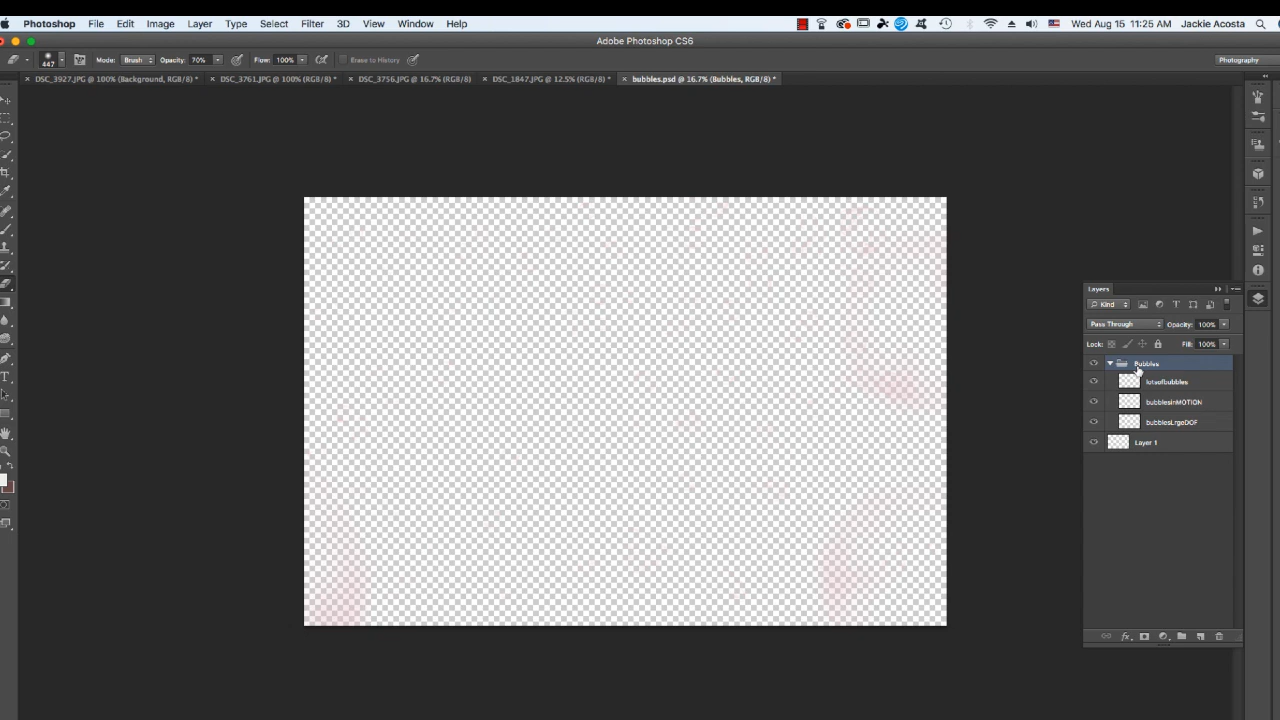 Photoshop File Edit Image Layer Type Select Filter 3D View Window Help Wed Aug 15 11:25 AM Jackie Acosta
Adobe Photoshop CS6
447 Mode: Brush Opacity: 70% Flow: 100% Erase to History Photography
DSC_3927.JPG @ 100% (Background, RGB/8) * DSC_3761.JPG @ 100% (RGB/8) * DSC_3756.JPG @ 16.7% (RGB/8) DSC_1847.JPG @ 12.5% (RGB/8) * bubbles.psd @ 16.7% (Bubbles, RGB/8) *
Layers
Kind
Pass Through Opacity: 100%
Lock: Fill: 100%
Bubbles
lotsofbubbles
bubblesinMOTION
bubblesLrgeDOF
Layer 1